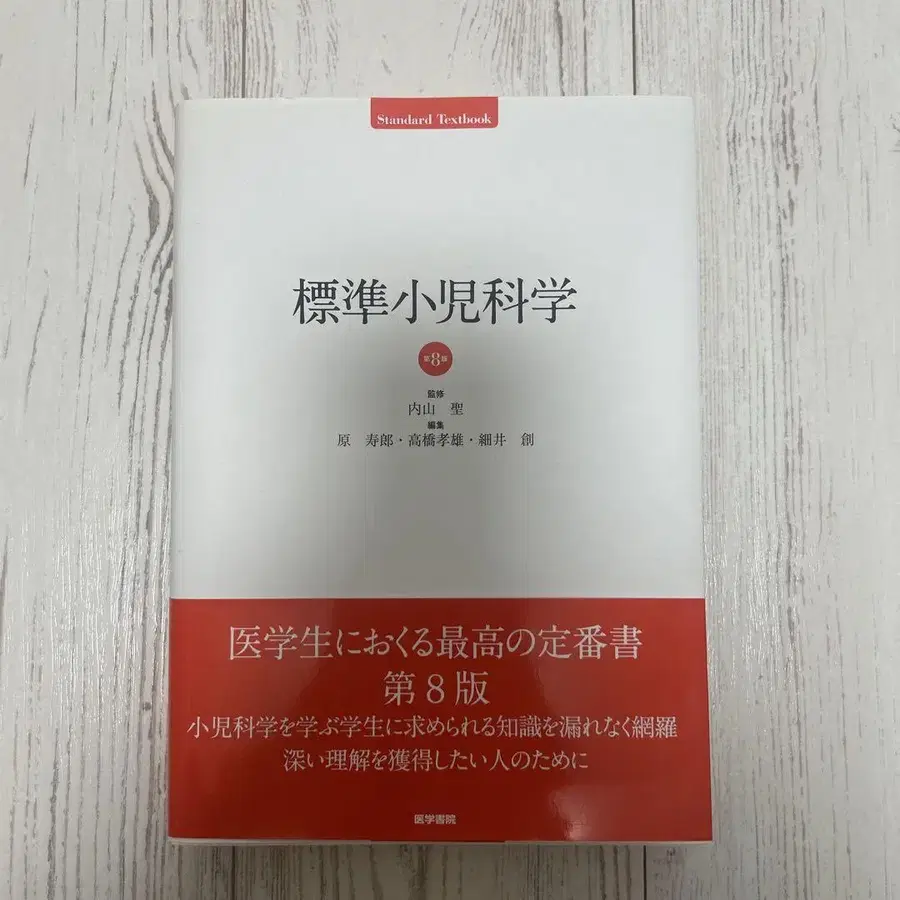 Standard Textbook
標準小児科学
第8版
監修
内山 聖
編集
原 寿郎・高橋孝雄・細井 創
医学生におくる最高の定番書
第8版
小児科学を学ぶ学生に求められる知識を漏れなく網羅
深い理解を獲得したい人のために
医学書院